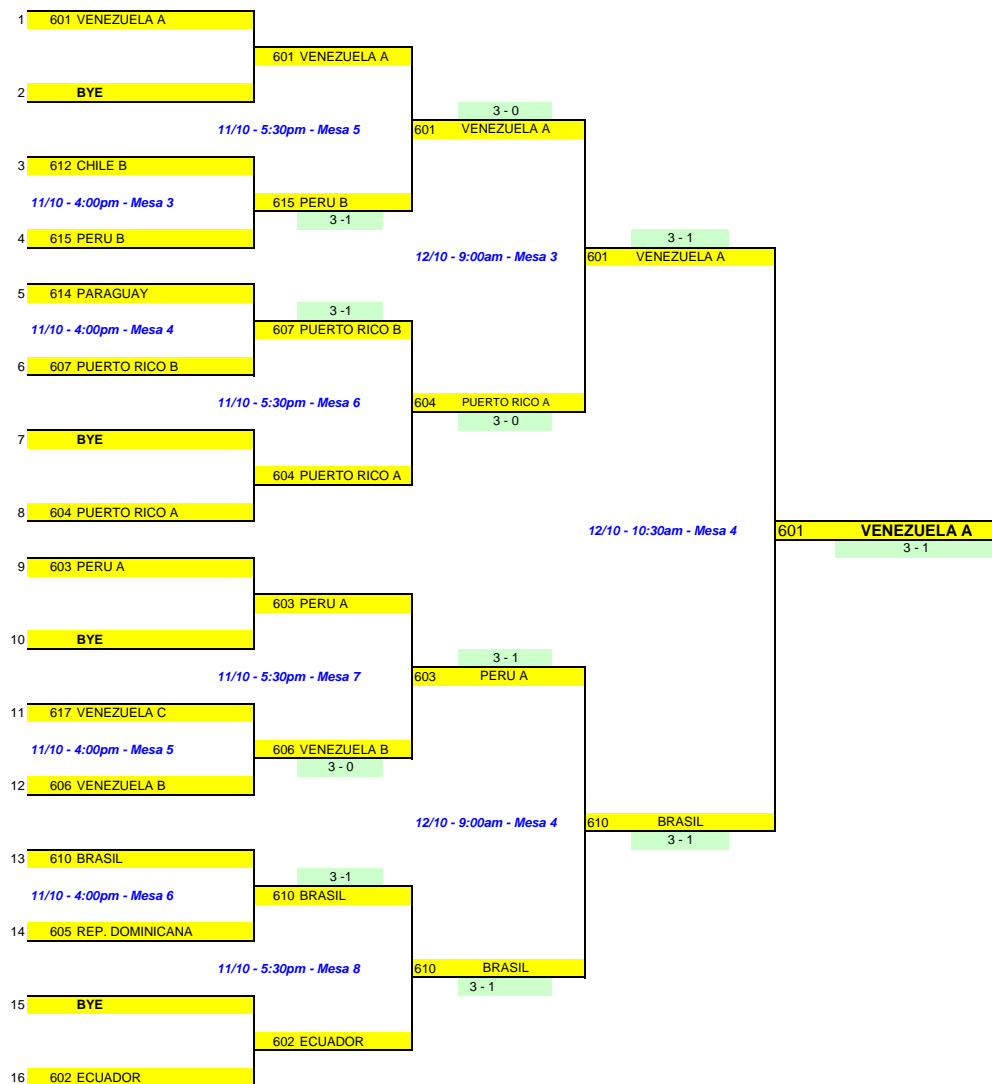 1 601 VENEZUELA A
601 VENEZUELA A
2 BYE
3 - 0
11/10 - 5:30pm - Mesa 5 601 VENEZUELA A
3 612 CHILE B
11/10 - 4:00pm - Mesa 3 615 PERU B
3 -1
4 615 PERU B 3 - 1
12/10 - 9:00am - Mesa 3 601 VENEZUELA A
5 614 PARAGUAY
3 -1
11/10 - 4:00pm - Mesa 4 607 PUERTO RICO B
6 607 PUERTO RICO B
11/10 - 5:30pm - Mesa 6 604 PUERTO RICO A
3 - 0
7 BYE
604 PUERTO RICO A
8 604 PUERTO RICO A
12/10 - 10:30am - Mesa 4 601 VENEZUELA A
3 - 1
9 603 PERU A
603 PERU A
10 BYE
3 - 1
11/10 - 5:30pm - Mesa 7 603 PERU A
11 617 VENEZUELA C
11/10 - 4:00pm - Mesa 5 606 VENEZUELA B
3 - 0
12 606 VENEZUELA B
12/10 - 9:00am - Mesa 4 610 BRASIL
3 - 1
13 610 BRASIL
3 -1
11/10 - 4:00pm - Mesa 6 610 BRASIL
14 605 REP. DOMINICANA
11/10 - 5:30pm - Mesa 8 610 BRASIL
3 - 1
15 BYE
602 ECUADOR
16 602 ECUADOR